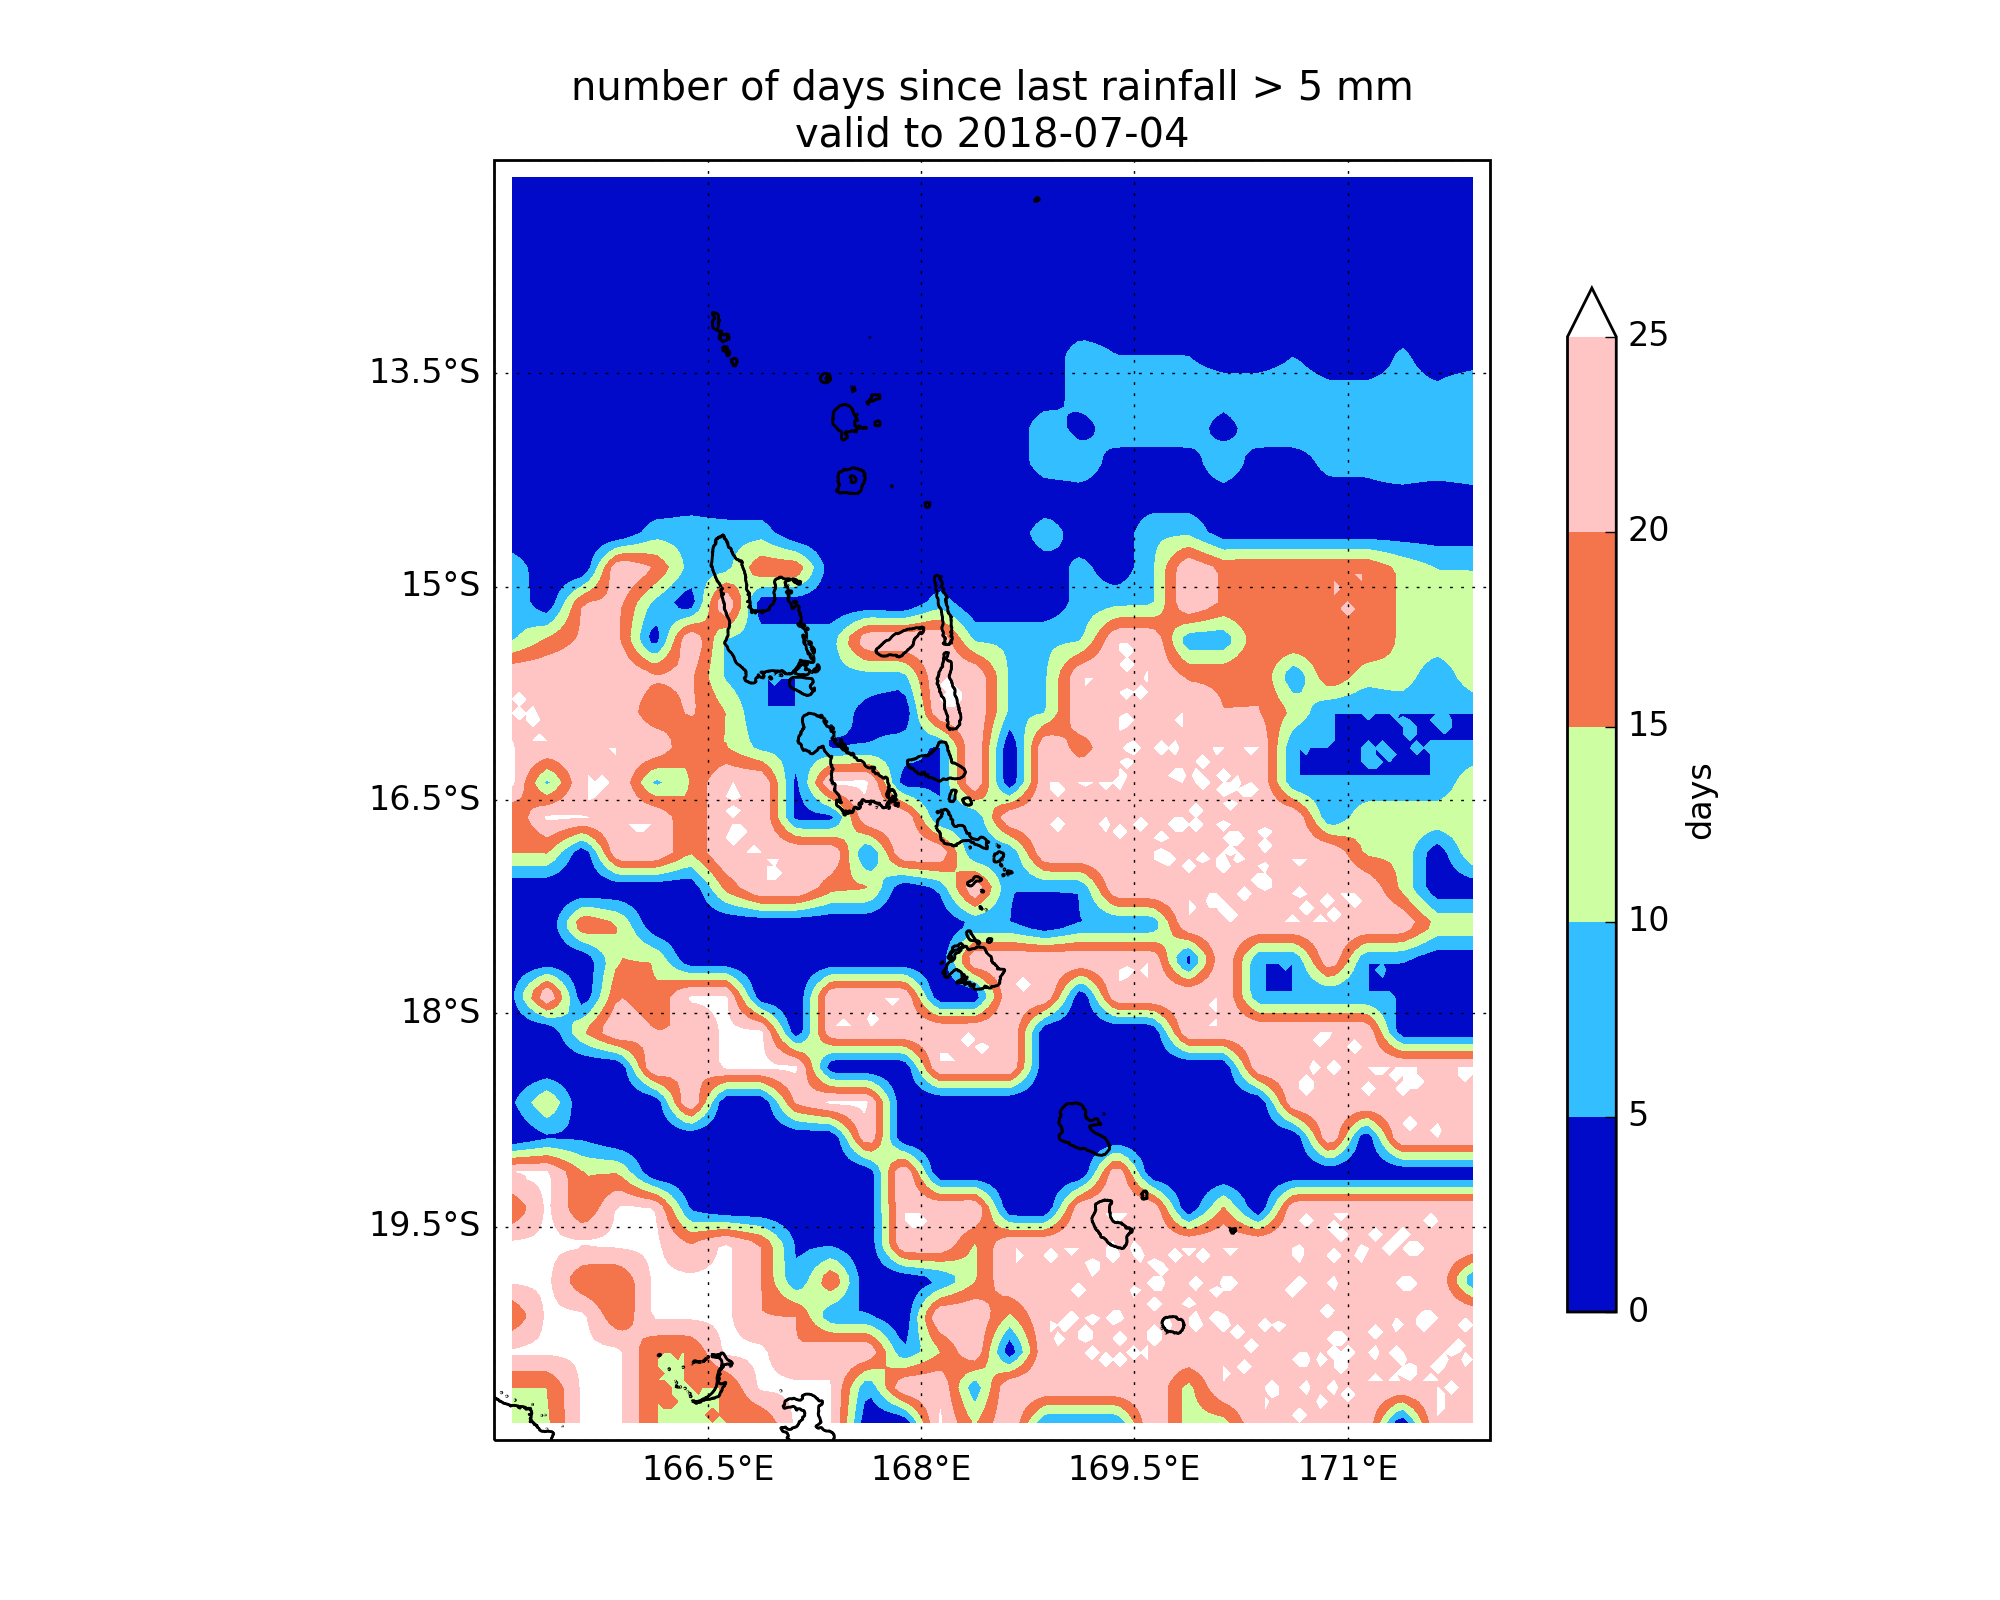 number of days since last rainfall > 5 mm
valid to 2018-07-04
13.5°S
15°S
16.5°S
18°S
19.5°S
166.5°E
168°E
169.5°E
171°E
25
20
15
10
5
0
days